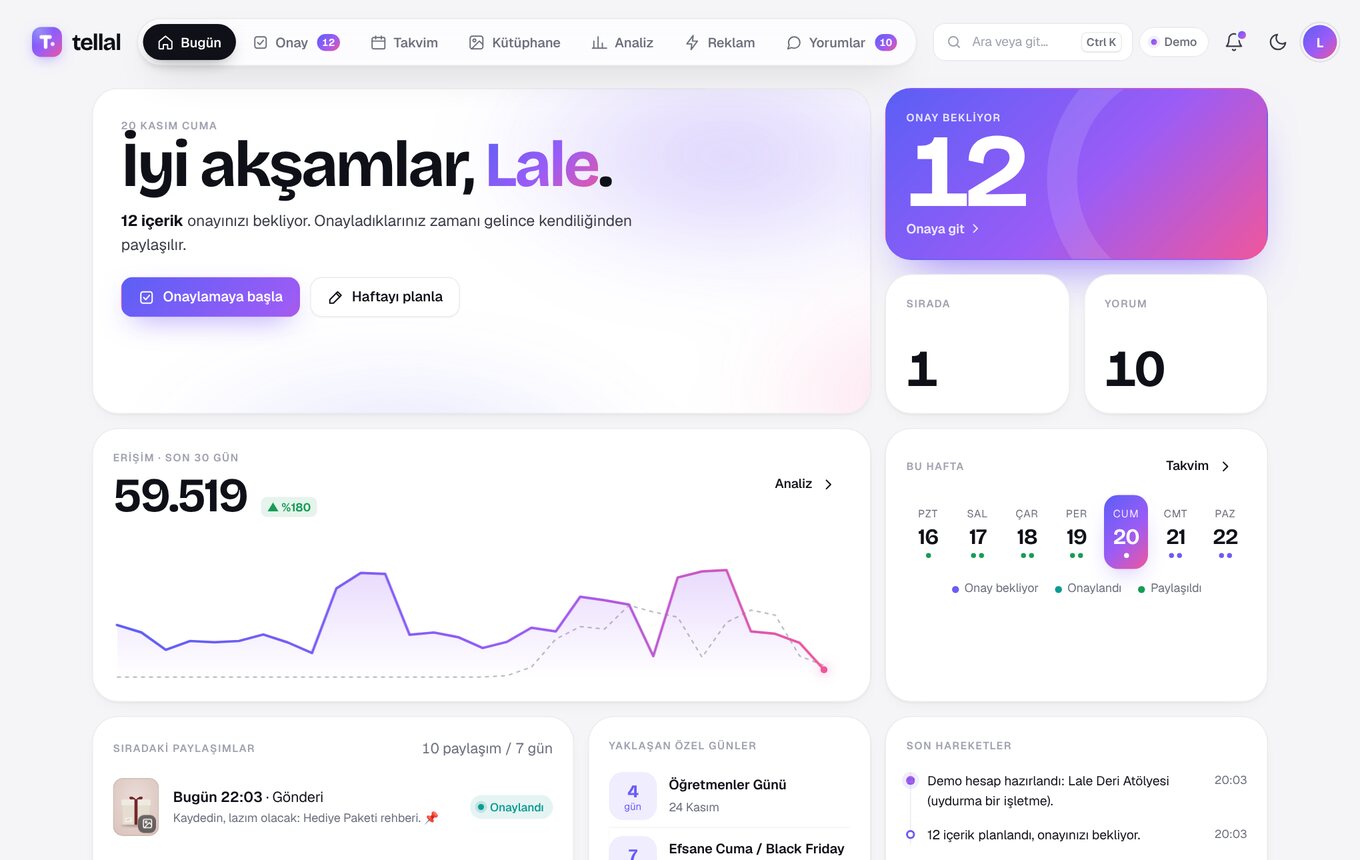 T. tellal
Bugün
Onay 12
Takvim
Kütüphane
Analiz
Reklam
Yorumlar 10
Ara veya git...
Ctrl K
Demo
L
20 KASIM CUMA
İyi akşamlar, Lale.
12 içerik onayınızı bekliyor. Onayladıklarınız zamanı gelince kendiliğinden
paylaşılır.
Onaylamaya başla
Haftayı planla
ONAY BEKLİYOR
12
Onaya git
SIRADA
1
YORUM
10
ERİŞİM · SON 30 GÜN
59.519 ▲ %180
Analiz
BU HAFTA
Takvim
PZT SAL ÇAR PER CUM CMT PAZ
16 17 18 19 20 21 22
Onay bekliyor Onaylandı Paylaşıldı
SIRADAKİ PAYLAŞIMLAR
10 paylaşım / 7 gün
Bugün 22:03 · Gönderi
Kaydedin, lazım olacak: Hediye Paketi rehberi. 📌
Onaylandı
YAKLAŞAN ÖZEL GÜNLER
4
gün
Öğretmenler Günü
24 Kasım
7
Efsane Cuma / Black Friday
SON HAREKETLER
Demo hesap hazırlandı: Lale Deri Atölyesi
(uydurma bir işletme).
20:03
12 içerik planlandı, onayınızı bekliyor.
20:03